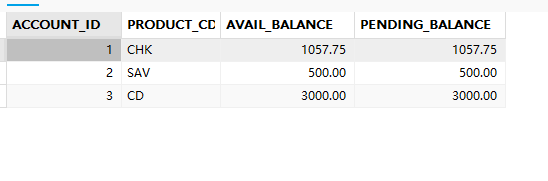 ACCOUNT_ID PRODUCT_CD AVAIL_BALANCE PENDING_BALANCE
1 CHK 1057.75 1057.75
2 SAV 500.00 500.00
3 CD 3000.00 3000.00